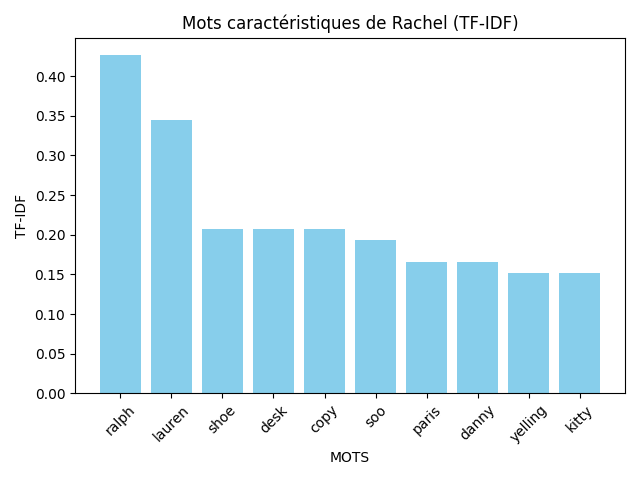 Mots caractéristiques de Rachel (TF-IDF)
TF-IDF
0.40
0.35
0.30
0.25
0.20
0.15
0.10
0.05
0.00
ralph
lauren
shoe
desk
copy
soo
paris
danny
yelling
kitty
MOTS